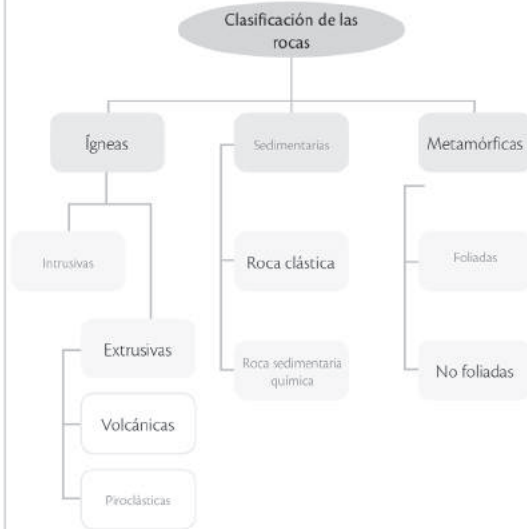 Clasificación de las
rocas
Ígneas
Sedimentarias
Metamórficas
Intrusivas
Roca clástica
Foliadas
Extrusivas
Roca sedimentaria
química
No foliadas
Volcánicas
Piroclásticas